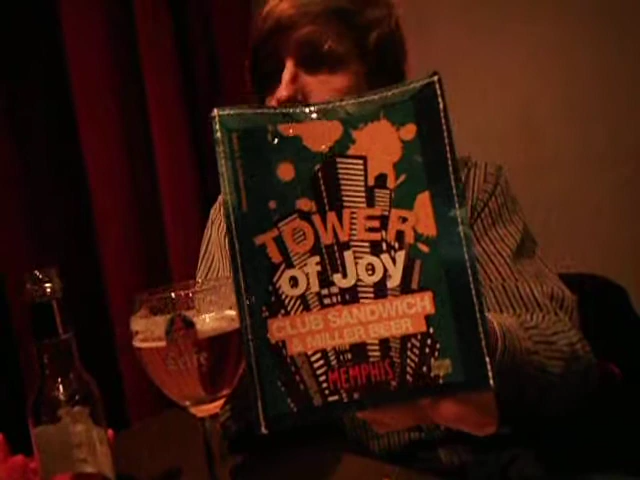 TOWER
of Joy
CLUB SANDWICH
& MILLER BEER
MEMPHIS